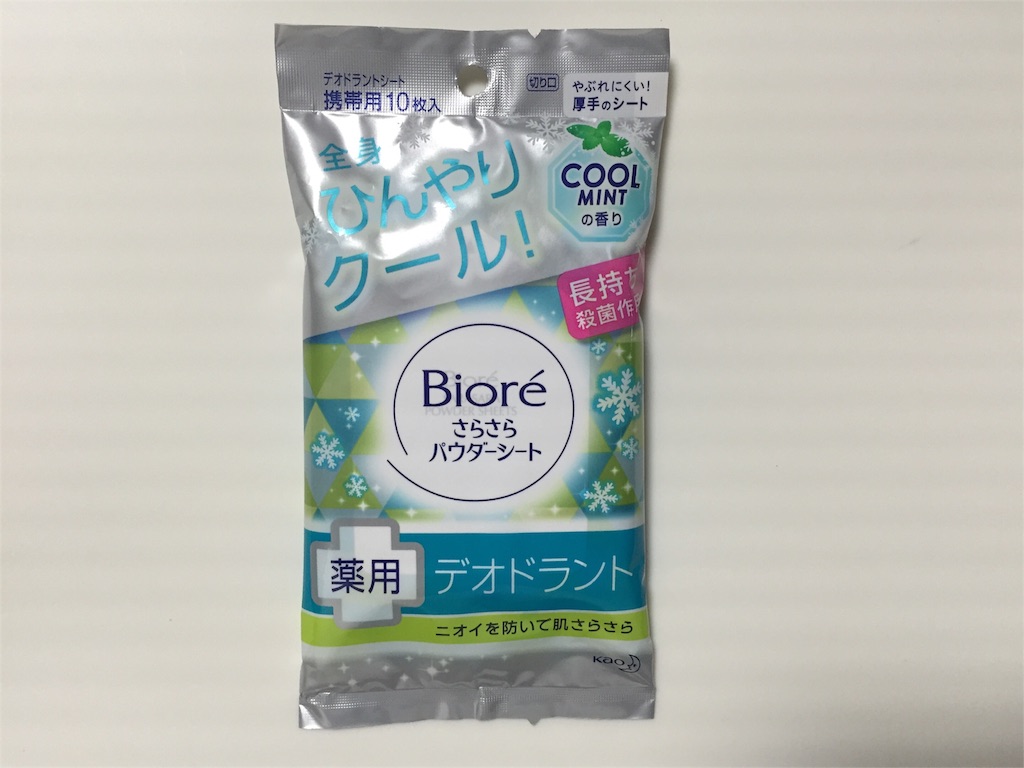 デオドラントシート
携帯用10枚入
切り口
やぶれにくい!
厚手のシート
全身
ひんやり
クール!
COOL
MINT
の香り
長持ち
殺菌作
Bioré
さらさら
パウダーシート
POWDER SHEETS
薬用
デオドラント
ニオイを防いで肌さらさら
Kao